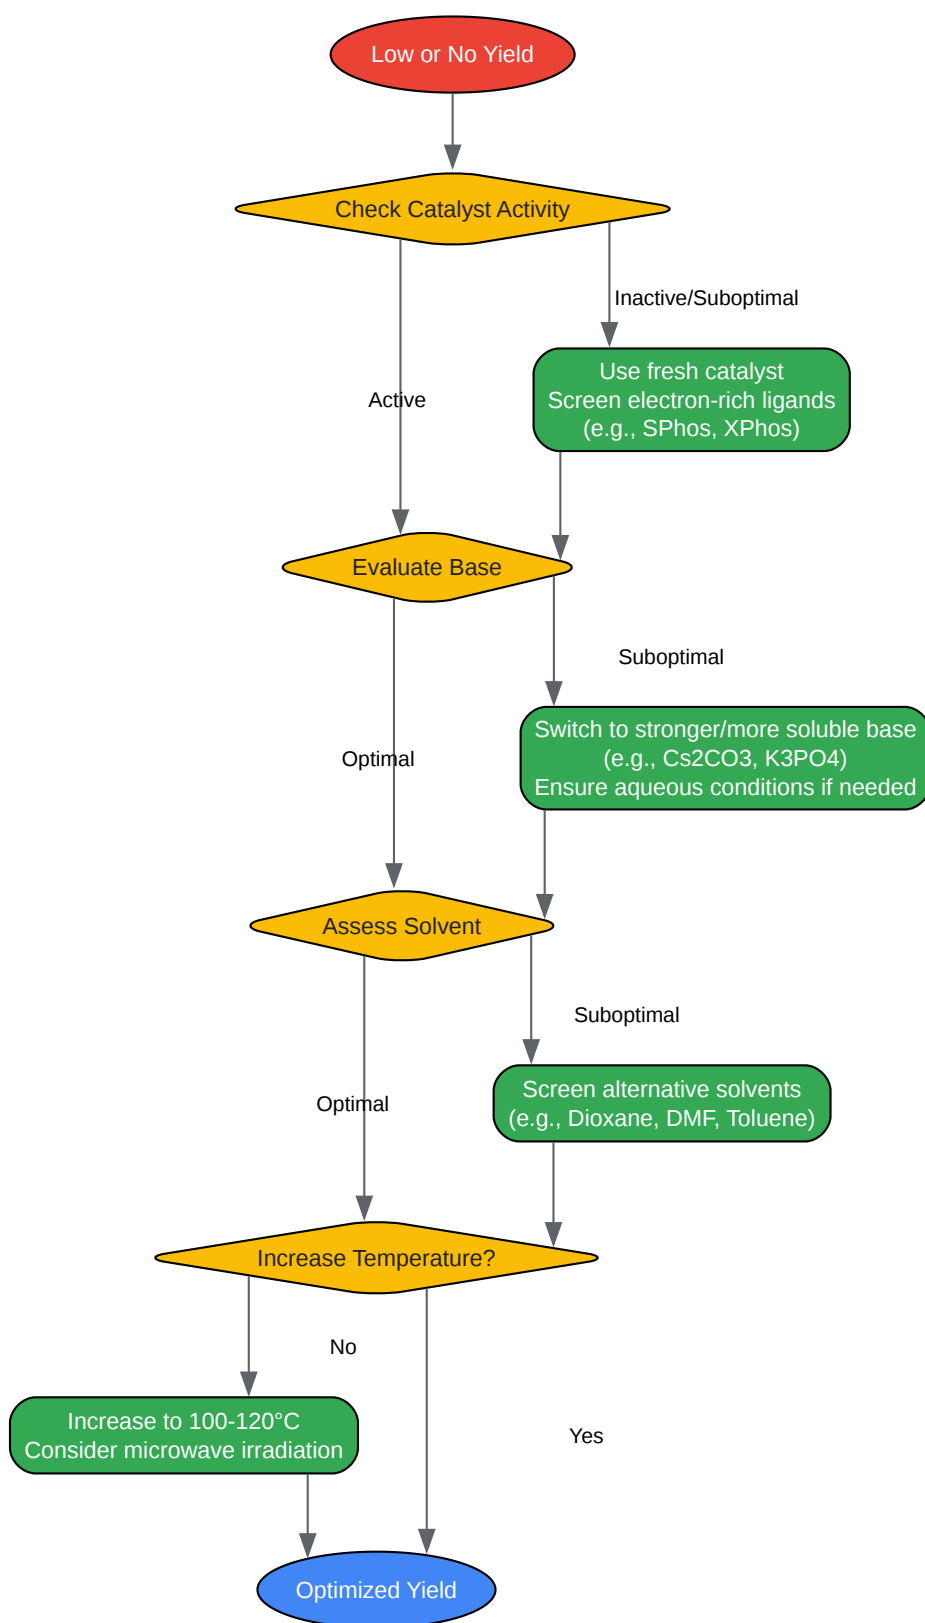 Low or No Yield
Check Catalyst Activity
Inactive/Suboptimal
Use fresh catalyst
Screen electron-rich ligands
(e.g., SPhos, XPhos)
Active
Evaluate Base
Suboptimal
Switch to stronger/more soluble base
(e.g., Cs2CO3, K3PO4)
Ensure aqueous conditions if needed
Optimal
Assess Solvent
Suboptimal
Screen alternative solvents
(e.g., Dioxane, DMF, Toluene)
Optimal
Increase Temperature?
No
Increase to 100-120°C
Consider microwave irradiation
Yes
Optimized Yield